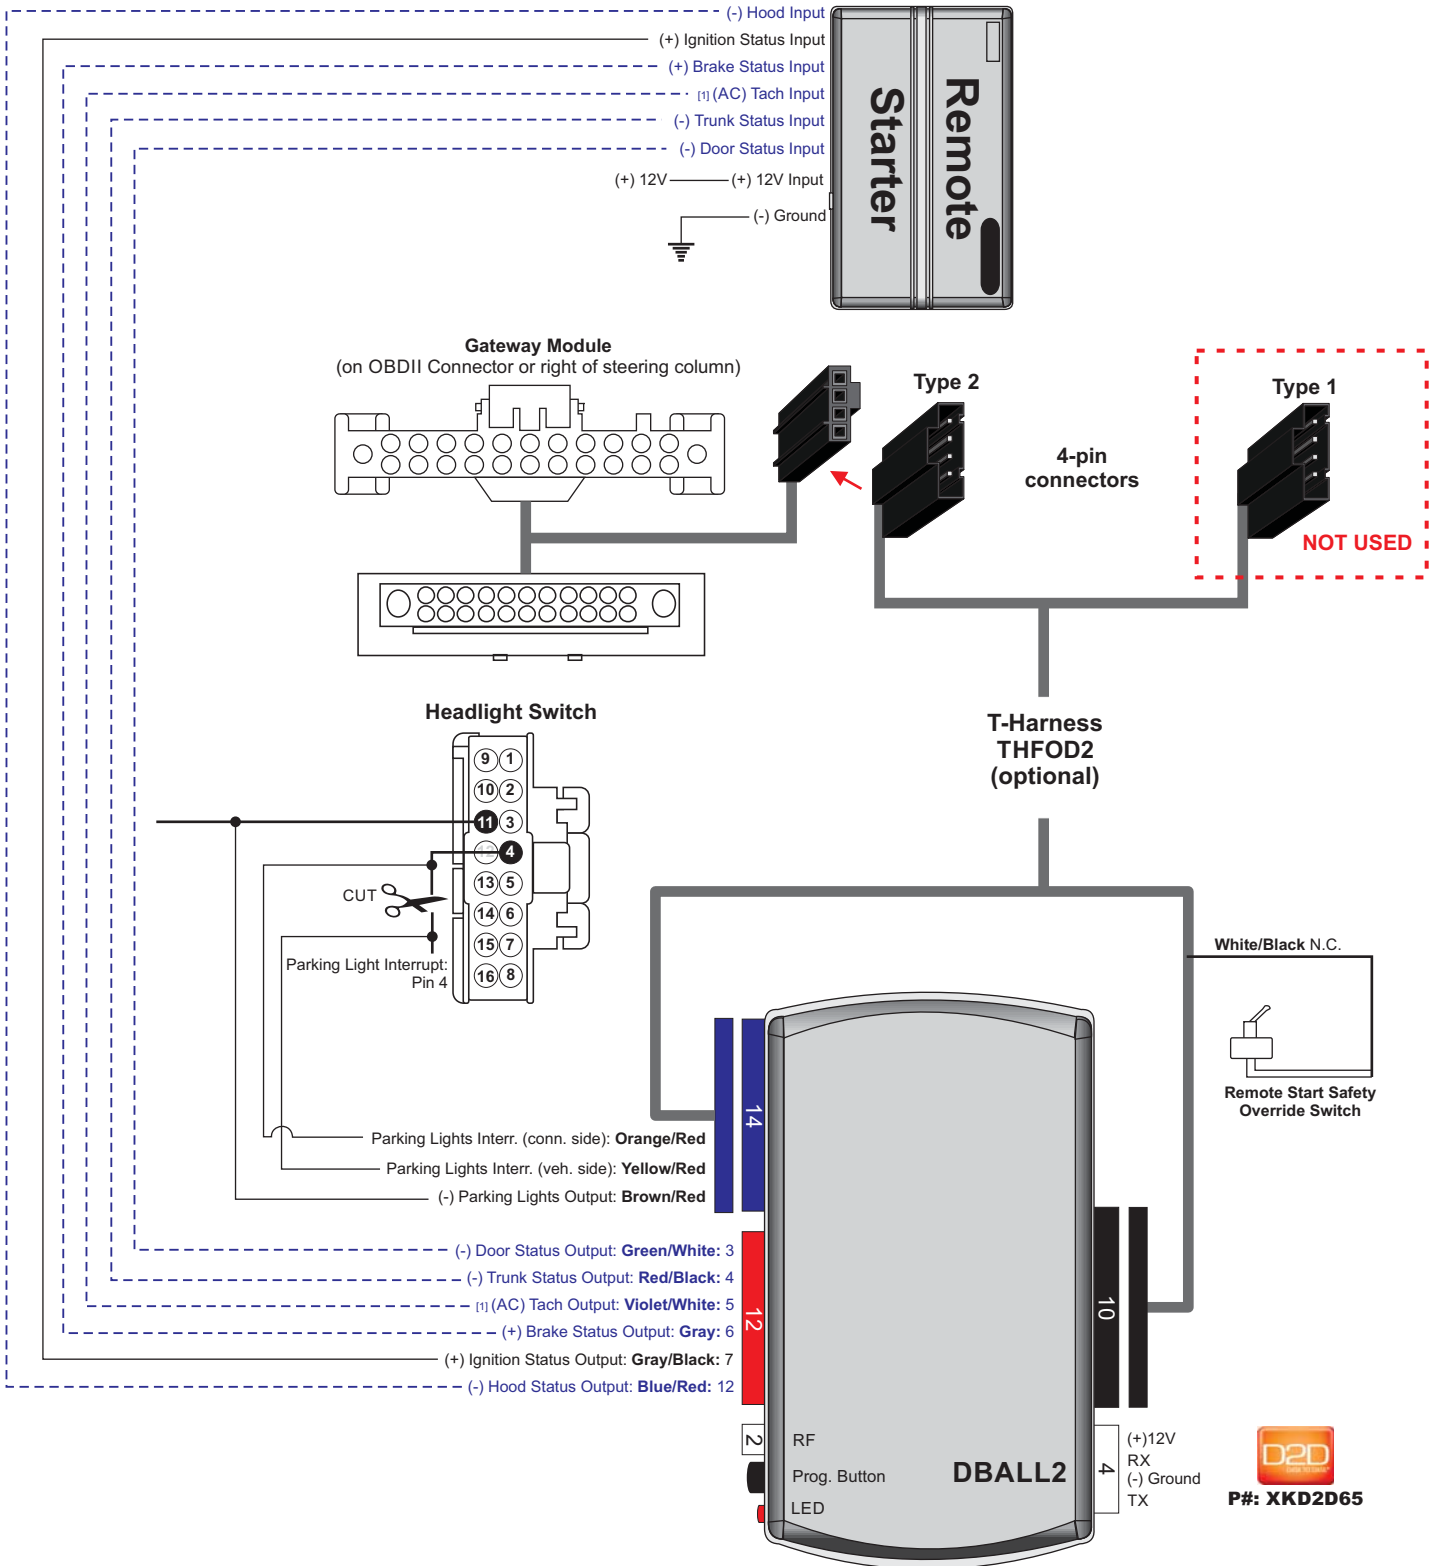 (-) Hood Input
(+) Ignition Status Input
(+) Brake Status Input
[1] (AC) Tach Input
(-) Trunk Status Input
(-) Door Status Input
(+) 12V
(+) 12V Input
(-) Ground
Remote
Starter
Gateway Module
(on OBDII Connector or right of steering column)
Type 2
4-pin
connectors
Type 1
NOT USED
T-Harness
THFOD2
(optional)
Headlight Switch
9 1
10 2
11 3
12 4
13 5
14 6
15 7
16 8
CUT
Parking Light Interrupt:
Pin 4
White/Black N.C.
Remote Start Safety
Override Switch
14
Parking Lights Interr. (conn. side): Orange/Red
Parking Lights Interr. (veh. side): Yellow/Red
(-) Parking Lights Output: Brown/Red
(-) Door Status Output: Green/White: 3
(-) Trunk Status Output: Red/Black: 4
[1] (AC) Tach Output: Violet/White: 5
(+) Brake Status Output: Gray: 6
(+) Ignition Status Output: Gray/Black: 7
(-) Hood Status Output: Blue/Red: 12
12
10
2
RF
Prog. Button
LED
DBALL2
4
(+)12V
RX
(-) Ground
TX
D2D
P#: XKD2D65